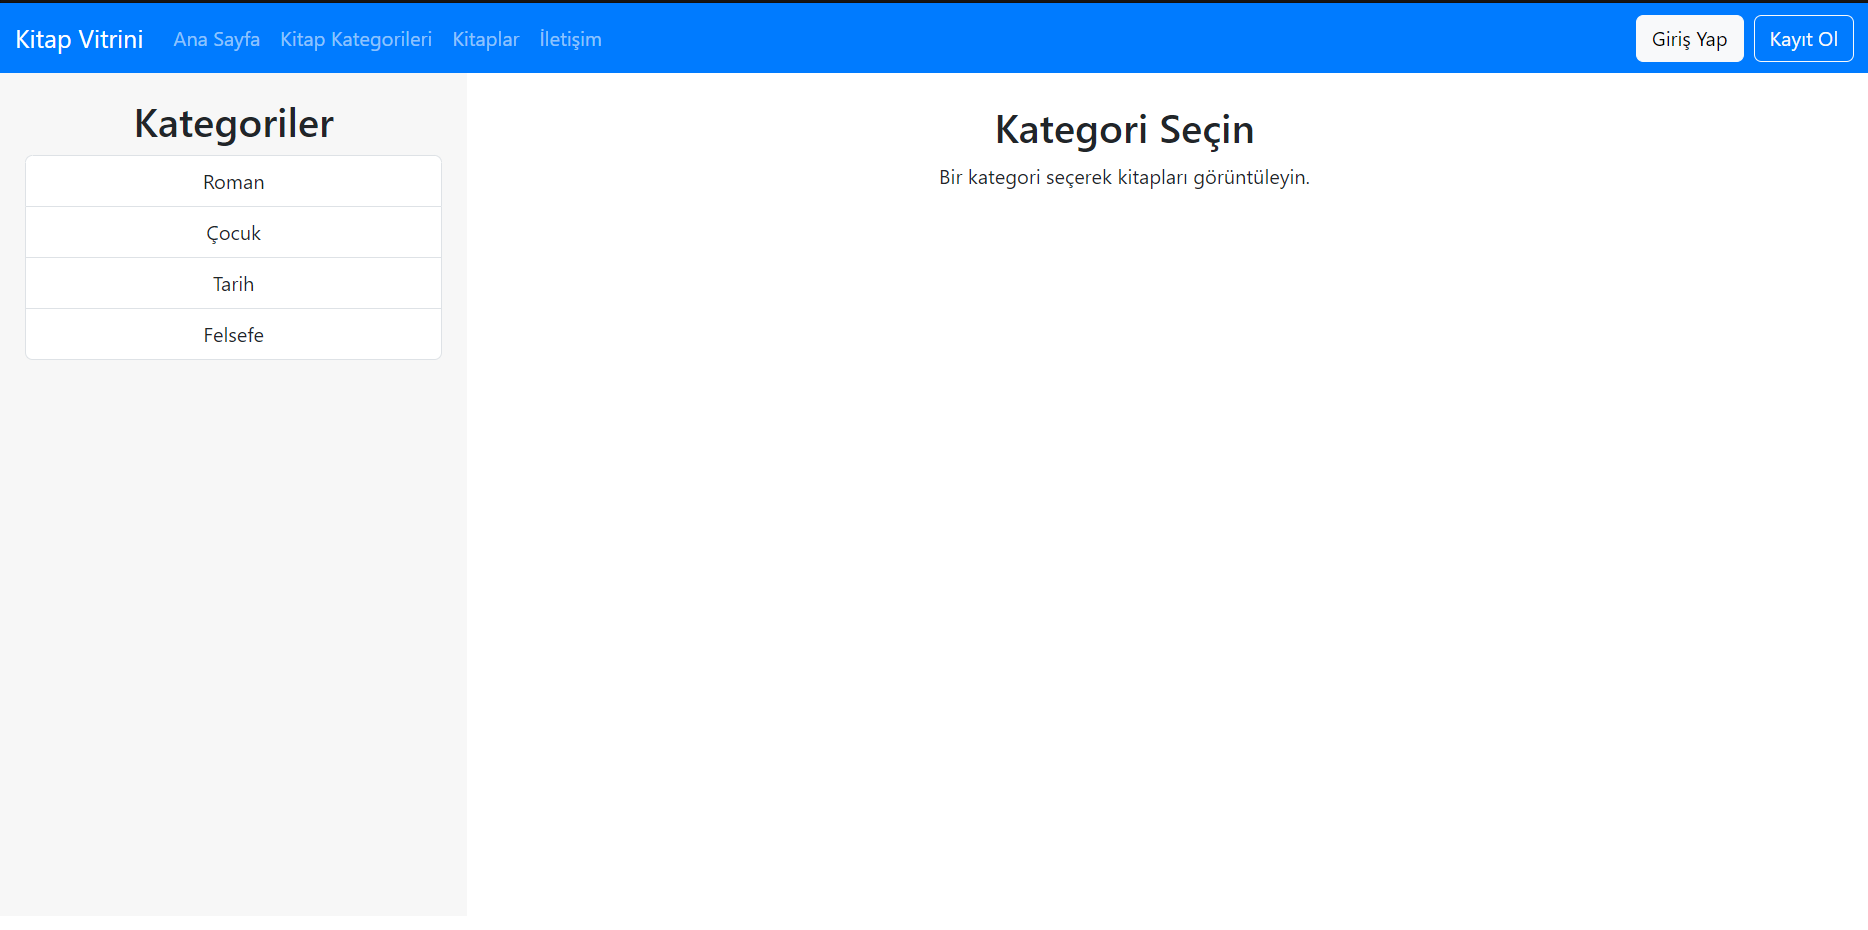 Kitap Vitrini Ana Sayfa Kitap Kategorileri Kitaplar İletişim Giriş Yap Kayıt Ol
Kategoriler
Roman
Çocuk
Tarih
Felsefe
Kategori Seçin
Bir kategori seçerek kitapları görüntüleyin.